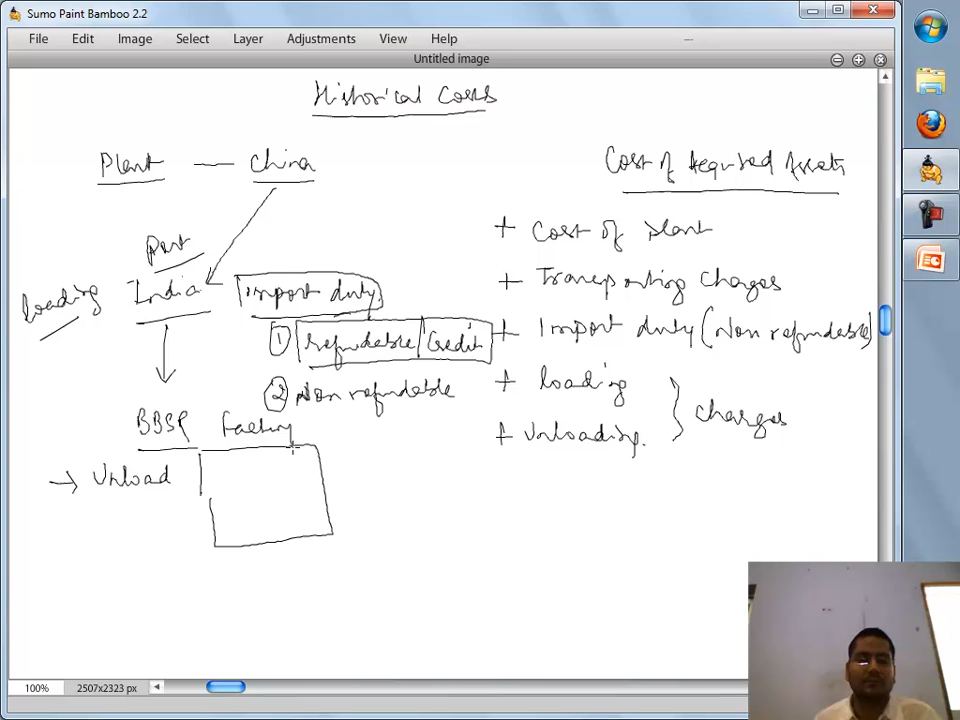 Sumo Paint Bamboo 2.2
File Edit Image Select Layer Adjustments View Help
Untitled image
Historical Costs
Plant — China
Port
loading India import duty
① refundable/Credit
② Non refundable
BBSR Factory
→ Unload
Cost of Acquired Assets
+ Cost of plant
+ Transporting charges
+ Import duty (Non refundable)
+ loading
+ Unloading. } charges
100% 2507x2323 px